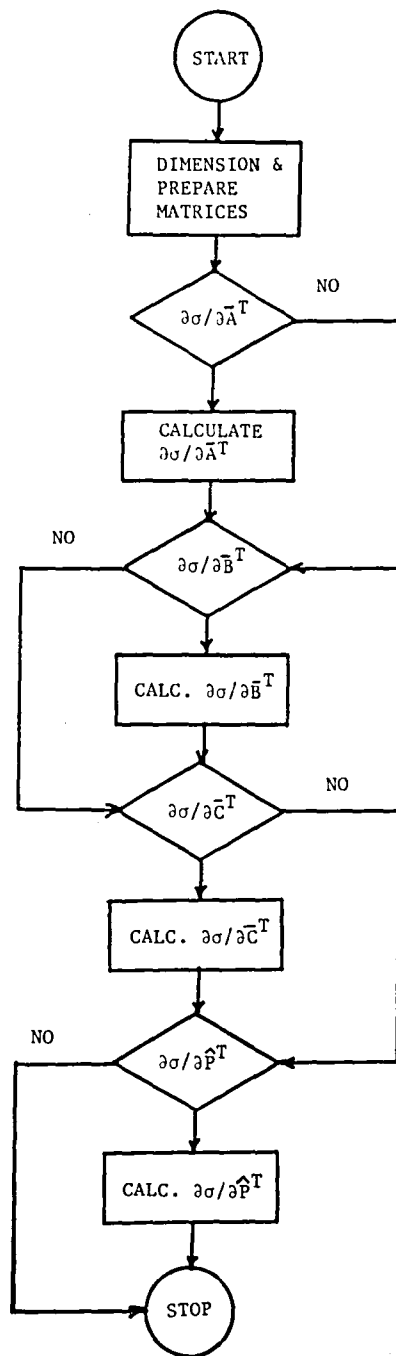 START
DIMENSION &
PREPARE
MATRICES
NO
∂σ/∂A̅ᵀ
CALCULATE
∂σ/∂A̅ᵀ
NO
∂σ/∂B̅ᵀ
CALC. ∂σ/∂B̅ᵀ
∂σ/∂C̅ᵀ
NO
CALC. ∂σ/∂C̅ᵀ
NO
∂σ/∂P̂ᵀ
CALC. ∂σ/∂P̂ᵀ
STOP